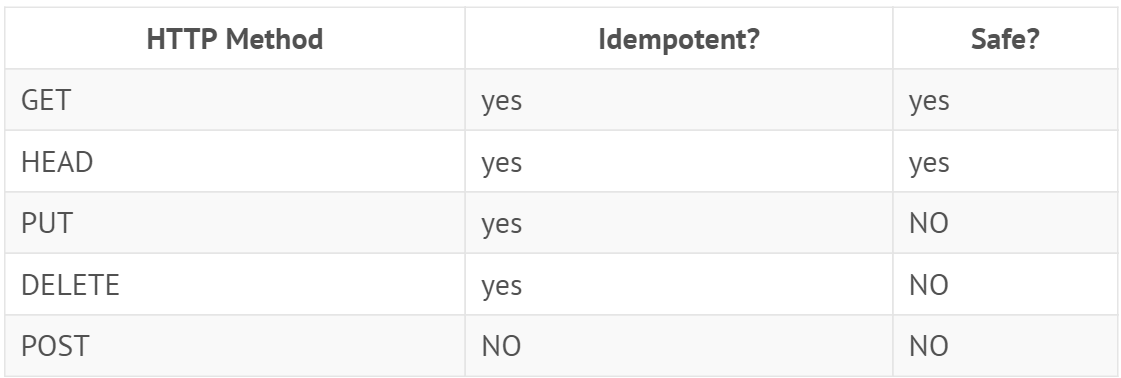 HTTP Method Idempotent? Safe?
GET yes yes
HEAD yes yes
PUT yes NO
DELETE yes NO
POST NO NO